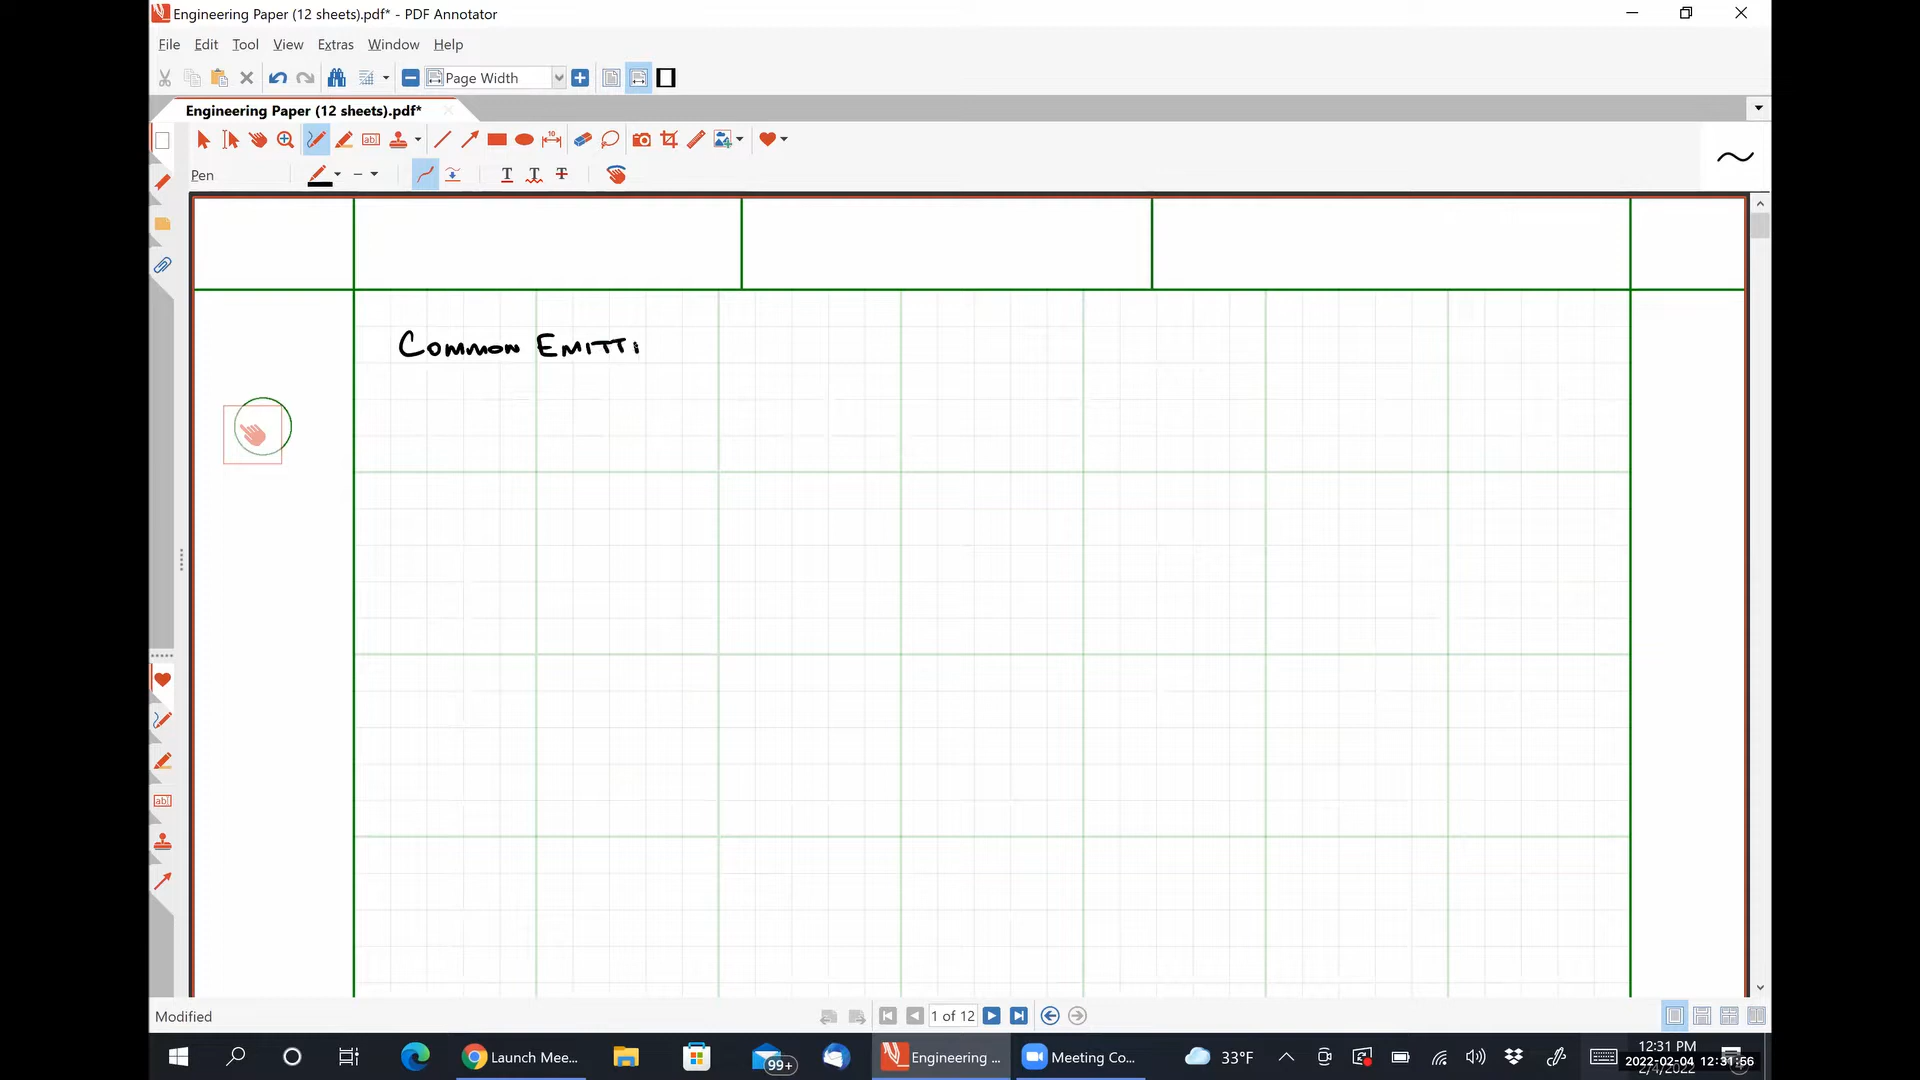 Engineering Paper (12 sheets).pdf* - PDF Annotator
File Edit Tool View Extras Window Help
Page Width
Engineering Paper (12 sheets).pdf*
Pen
COMMON EMITT
Modified
1 of 12
Launch Mee...
99+
Engineering ...
Meeting Co...
33°F
12:31 PM
2022-02-04 12:31:56